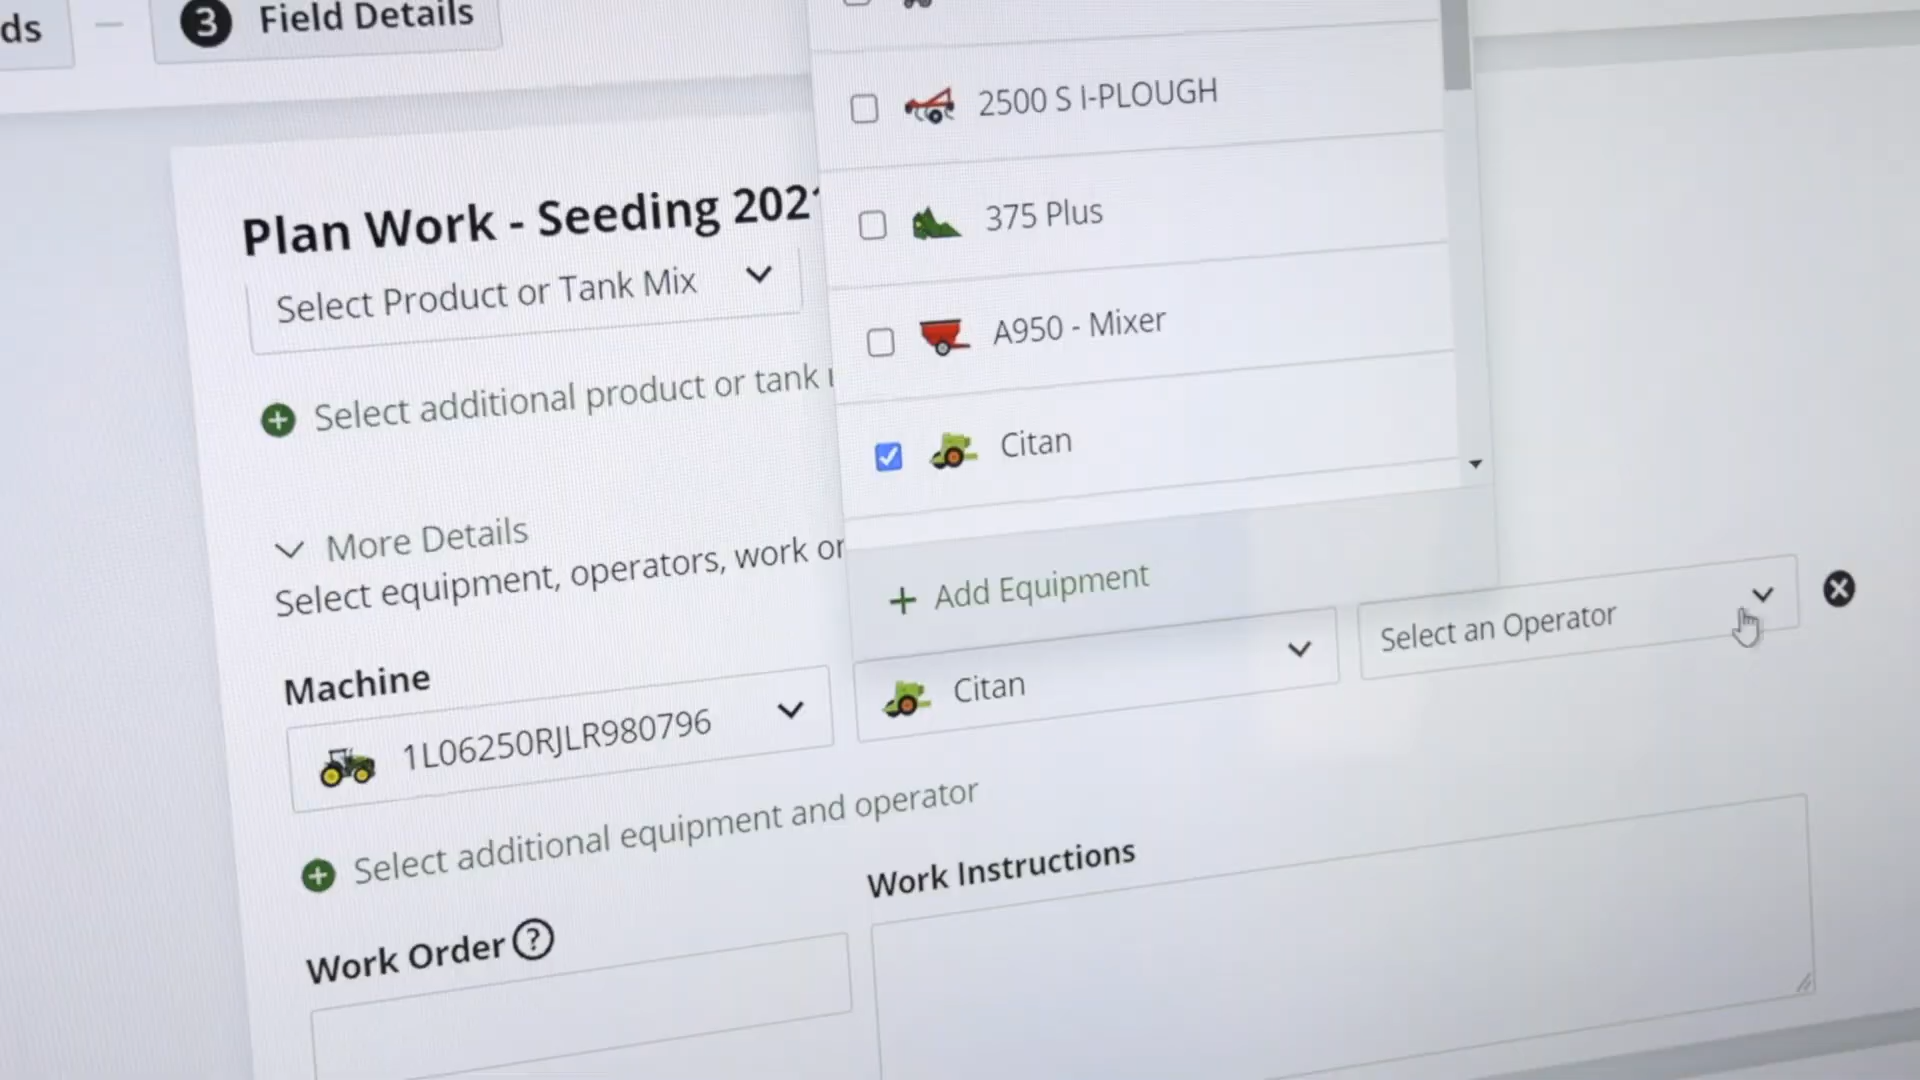 ds
3 Field Details
2500 S I-PLOUGH
375 Plus
A950 - Mixer
Citan
+ Add Equipment
Plan Work - Seeding 202
Select Product or Tank Mix
Select additional product or tank
More Details
Select equipment, operators, work or
Machine
1L06250RJLR980796
Citan
Select an Operator
Select additional equipment and operator
Work Order ?
Work Instructions